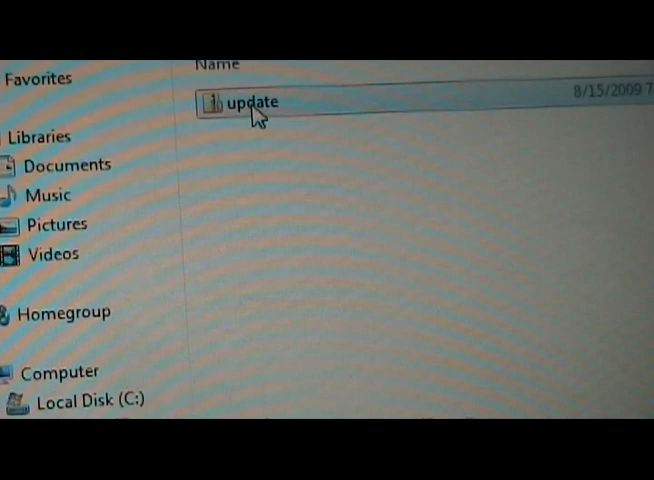 Name
Favorites
update 8/15/2009 7
Libraries
Documents
Music
Pictures
Videos
Homegroup
Computer
Local Disk (C:)